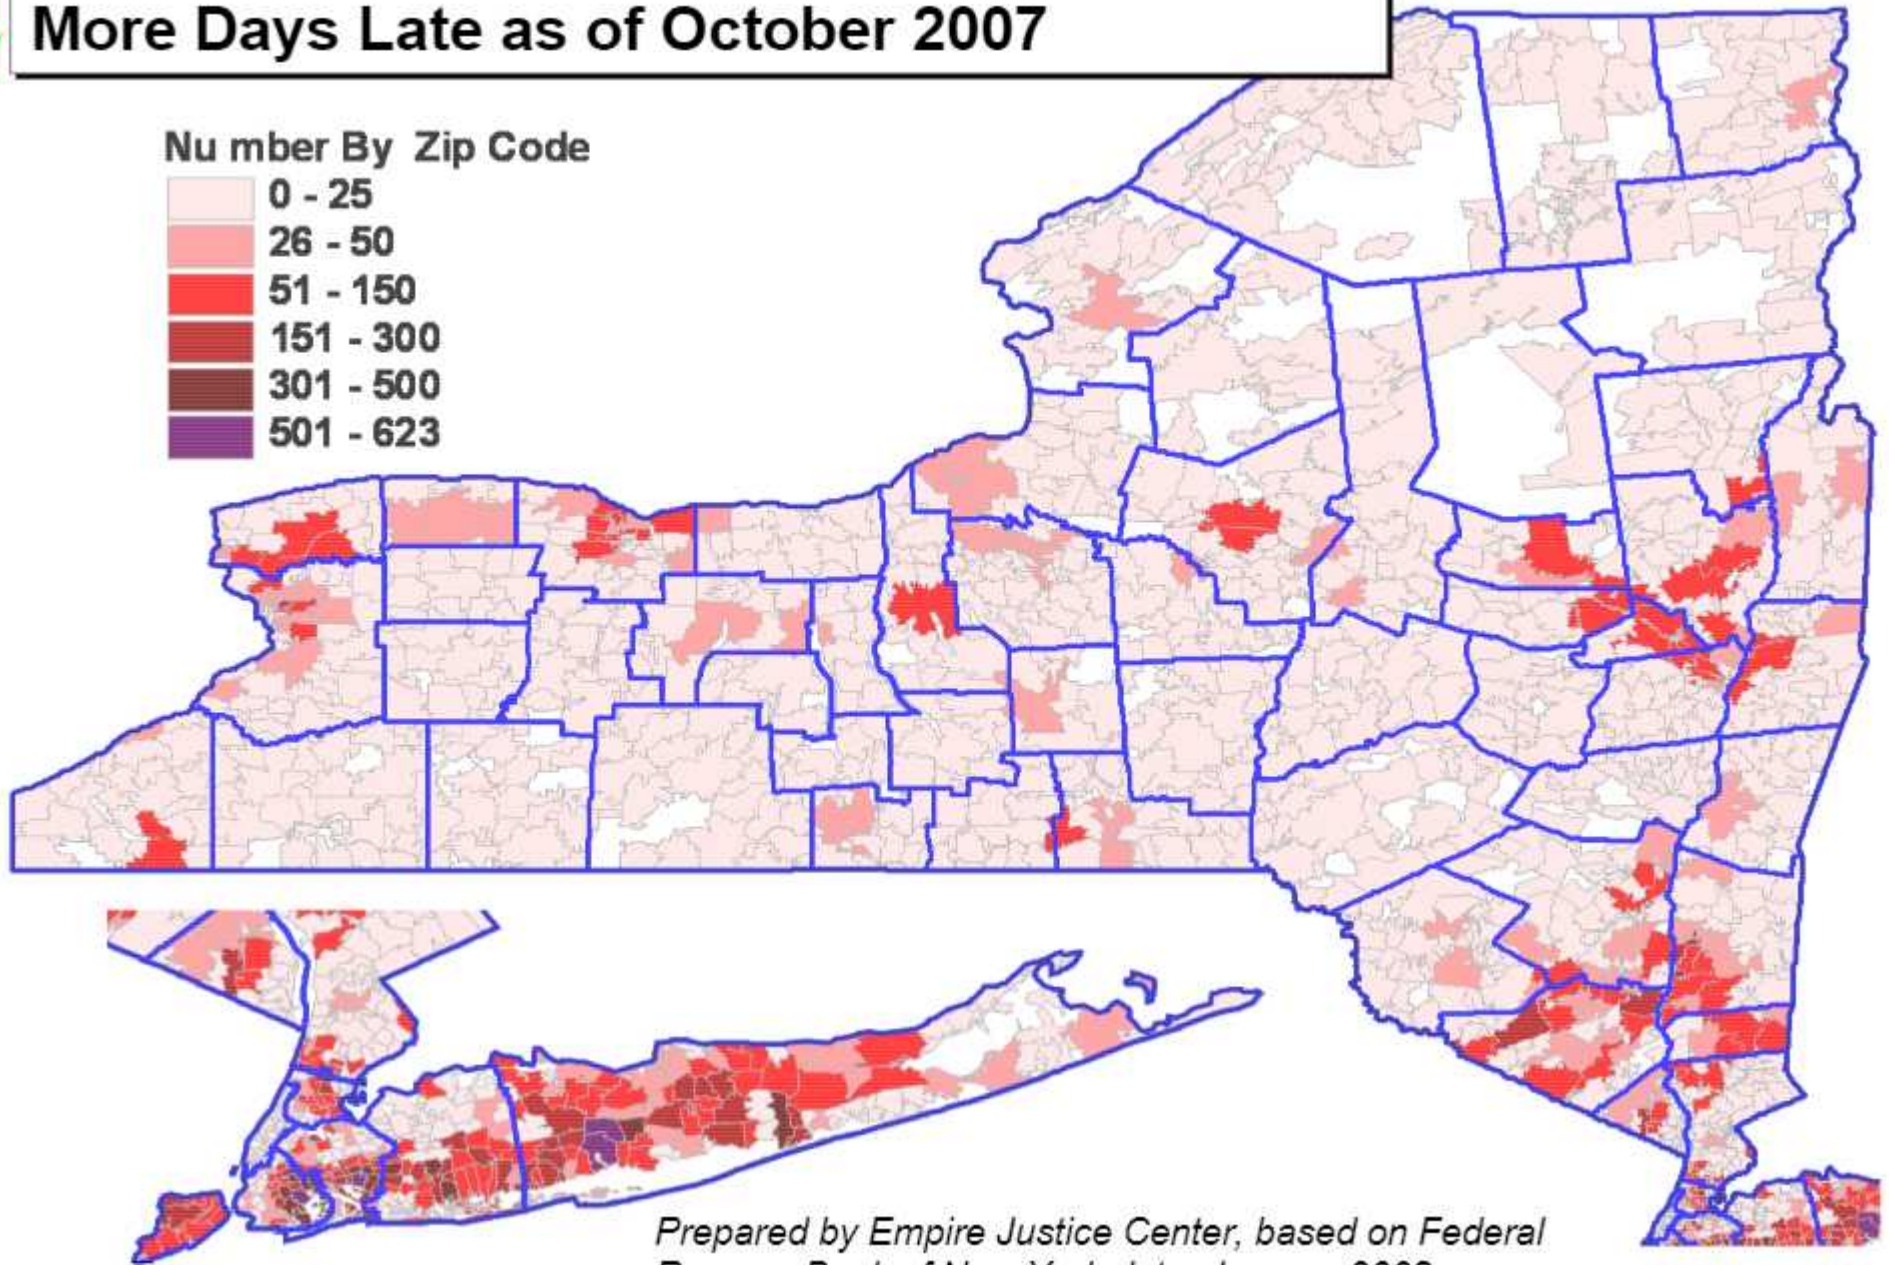 More Days Late as of October 2007
Nu mber By Zip Code
0 - 25
26 - 50
51 - 150
151 - 300
301 - 500
501 - 623
Prepared by Empire Justice Center, based on Federal